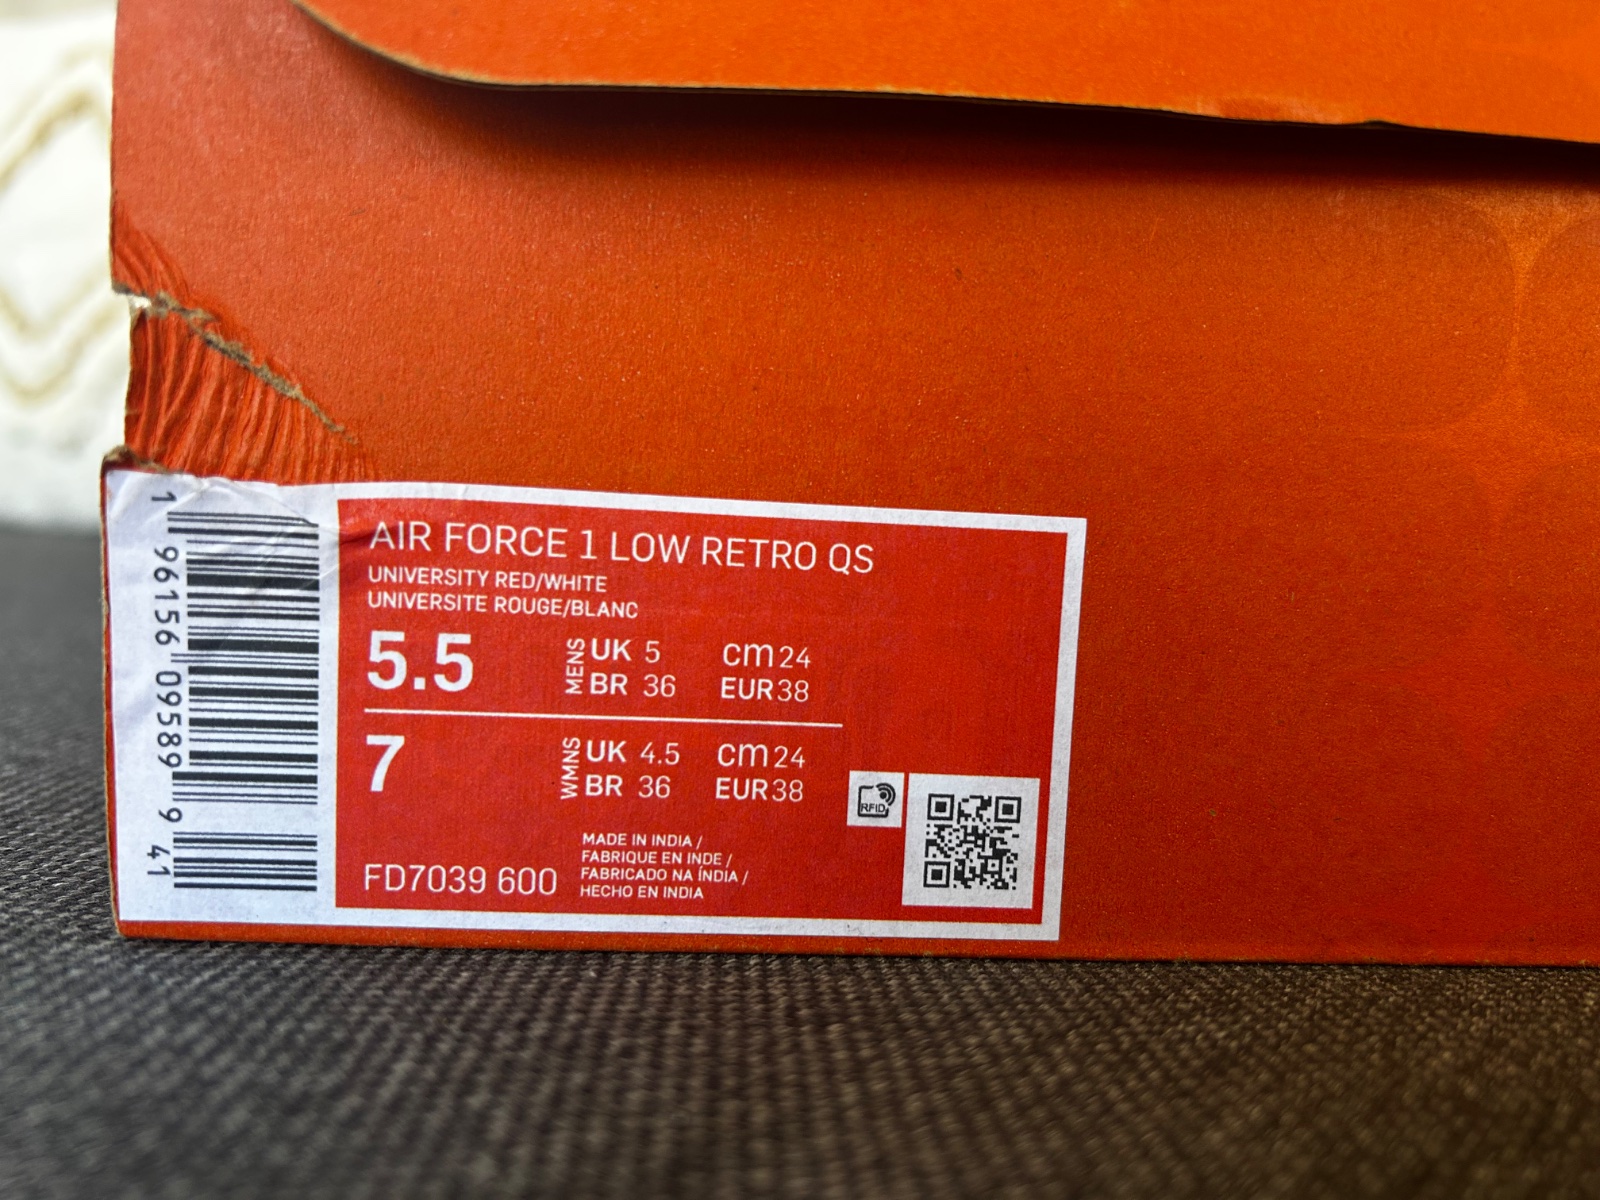 1 96156 09589 9 41
AIR FORCE 1 LOW RETRO QS
UNIVERSITY RED/WHITE
UNIVERSITE ROUGE/BLANC
5.5 MENS UK 5 cm 24
BR 36 EUR 38
7 WMNS UK 4.5 cm 24
BR 36 EUR 38
RFID
MADE IN INDIA /
FABRIQUE EN INDE /
FABRICADO NA ÍNDIA /
HECHO EN INDIA
FD7039 600